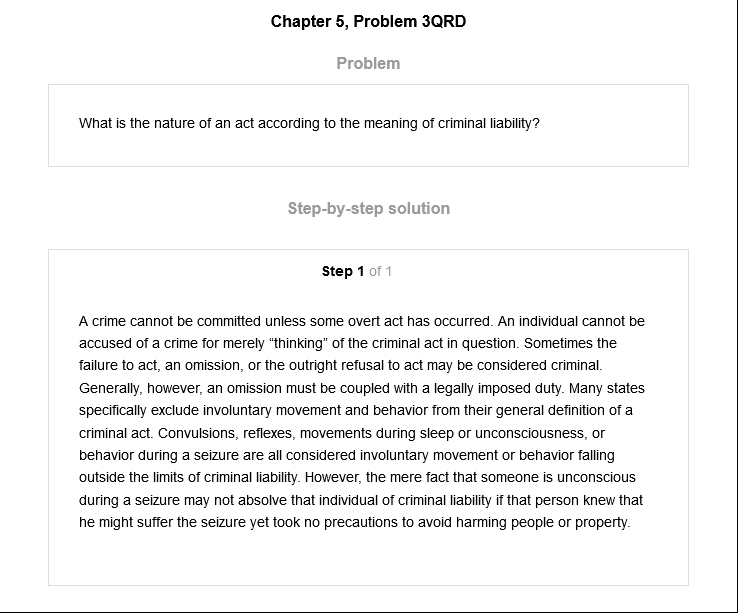 Chapter 5, Problem 3QRD
Problem
What is the nature of an act according to the meaning of criminal liability?
Step-by-step solution
Step 1 of 1
A crime cannot be committed unless some overt act has occurred. An individual cannot be
accused of a crime for merely “thinking” of the criminal act in question. Sometimes the
failure to act, an omission, or the outright refusal to act may be considered criminal.
Generally, however, an omission must be coupled with a legally imposed duty. Many states
specifically exclude involuntary movement and behavior from their general definition of a
criminal act. Convulsions, reflexes, movements during sleep or unconsciousness, or
behavior during a seizure are all considered involuntary movement or behavior falling
outside the limits of criminal liability. However, the mere fact that someone is unconscious
during a seizure may not absolve that individual of criminal liability if that person knew that
he might suffer the seizure yet took no precautions to avoid harming people or property.